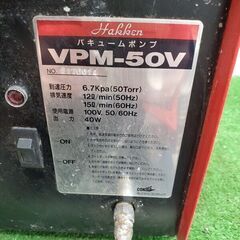 Hakken
バキュームポンプ
VPM-50V
NO.
到達圧力 6.7Kpa(50Torr)
排気速度 12ℓ/min(50Hz)
15ℓ/min(60Hz)
使用電源 100V, 50/60Hz
出力 40W